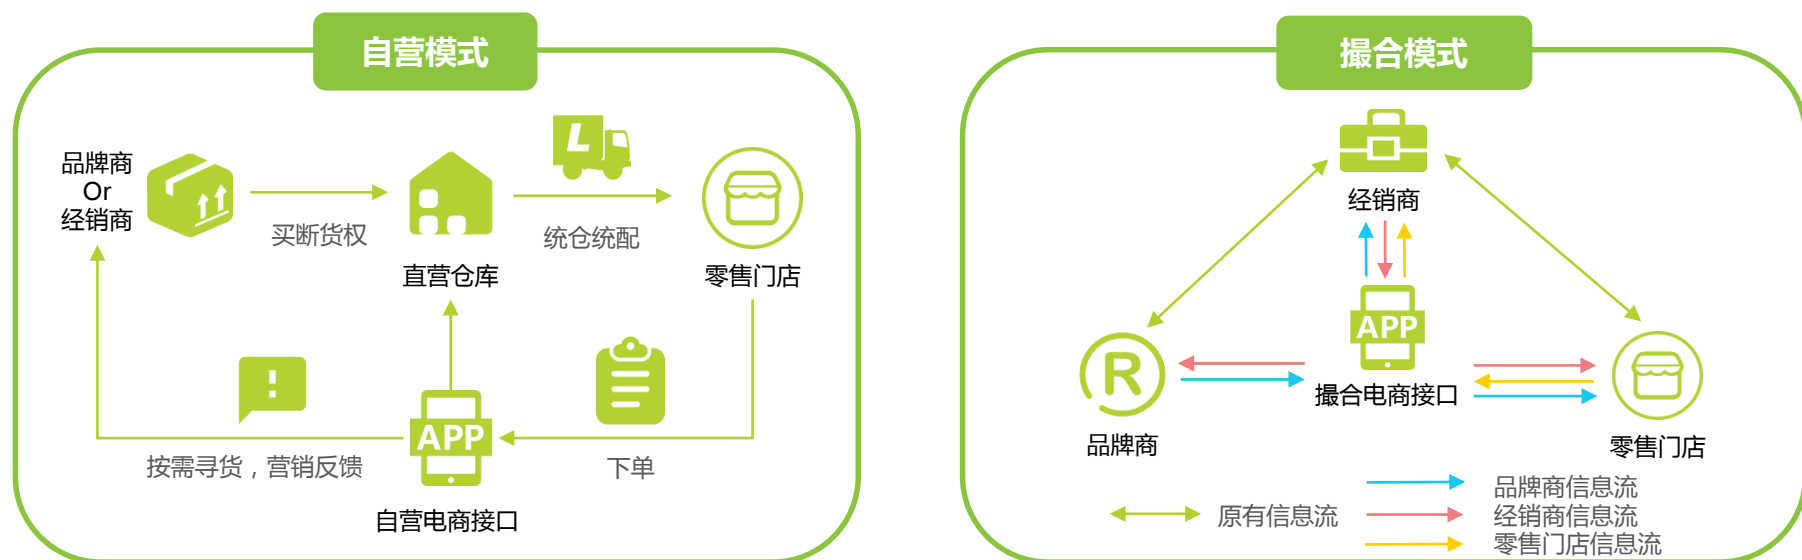 自营模式
品牌商
Or
经销商
买断货权
L
统仓统配
直营仓库
零售门店
按需寻货，营销反馈
APP
下单
自营电商接口
撮合模式
经销商
APP
R
撮合电商接口
品牌商
零售门店
原有信息流
品牌商信息流
经销商信息流
零售门店信息流